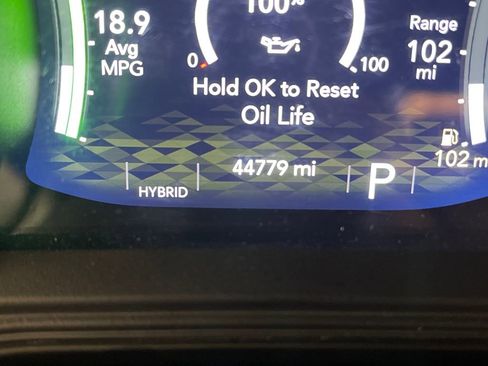 100%
18.9
Avg
MPG
Range
102
mi
0
100
Hold OK to Reset
Oil Life
102 m
HYBRID
44779 mi
P